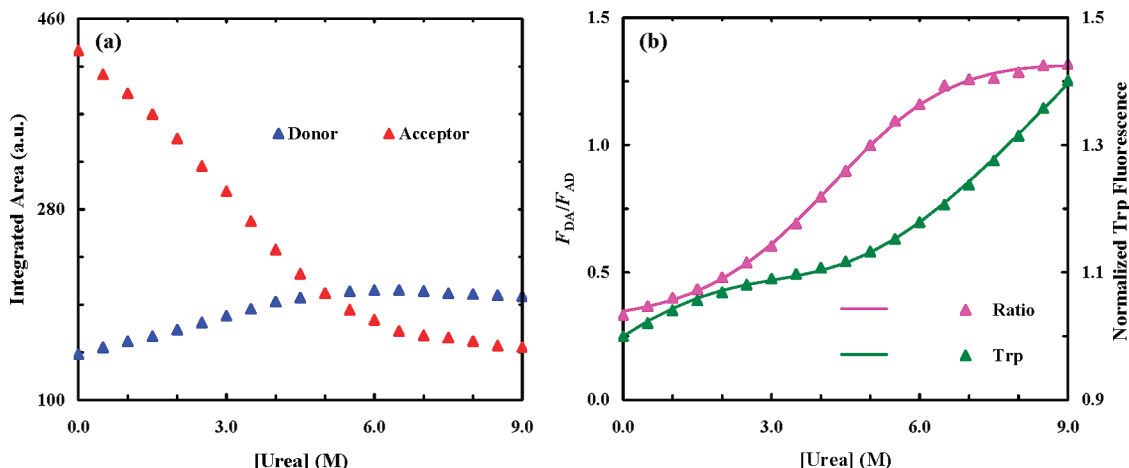 460
(a)
Donor
Acceptor
280
100
Integrated Area (a.u.)
0.0
3.0
6.0
9.0
[Urea] (M)
1.5
(b)
1.0
0.5
0.0
F_DA/F_AD
Ratio
Trp
1.5
1.3
1.1
0.9
Normalized Trp Fluorescence
0.0
3.0
6.0
9.0
[Urea] (M)